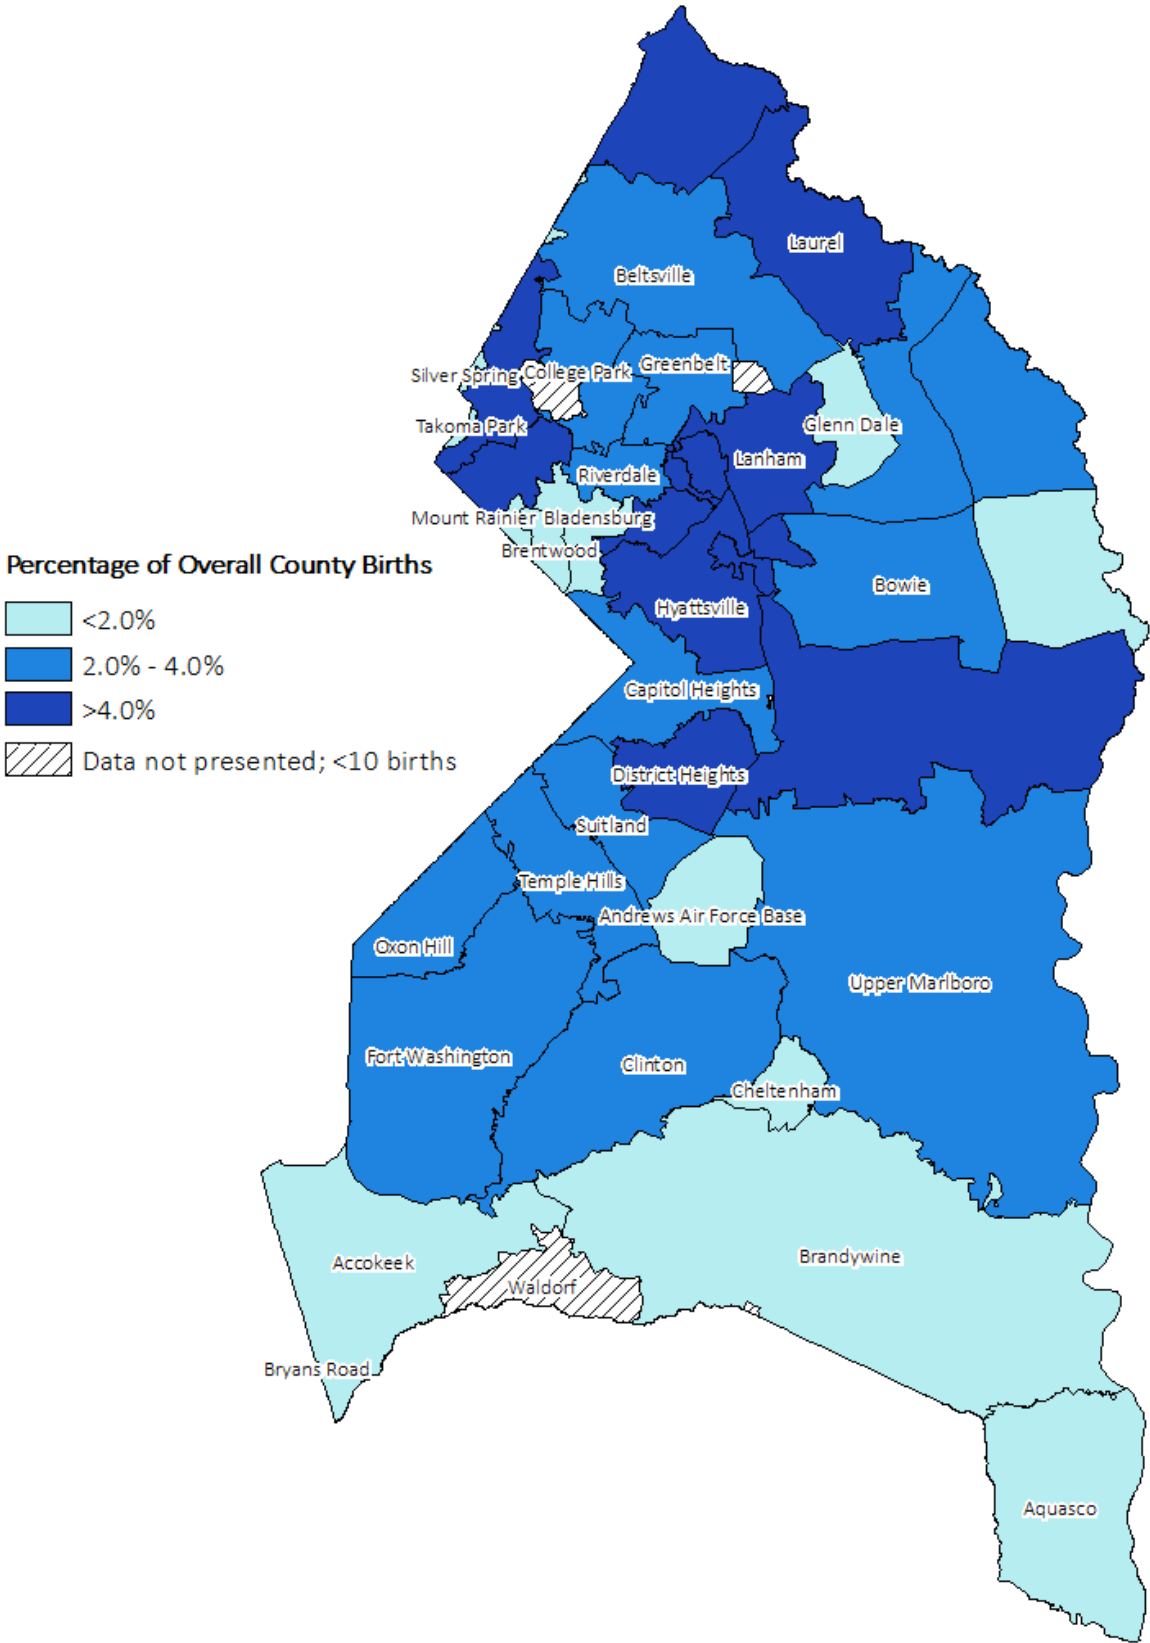 Laurel
Beltsville
Silver Spring
College Park
Greenbelt
Takoma Park
Glenn Dale
Lanham
Riverdale
Mount Rainier
Bladensburg
Brentwood
Percentage of Overall County Births
<2.0%
2.0% - 4.0%
>4.0%
Data not presented; <10 births
Bowie
Hyattsville
Capitol Heights
District Heights
Suitland
Temple Hills
Andrews Air Force Base
Oxon Hill
Upper Marlboro
Fort Washington
Clinton
Cheltenham
Accokeek
Brandywine
Waldorf
Bryans Road
Aquasco